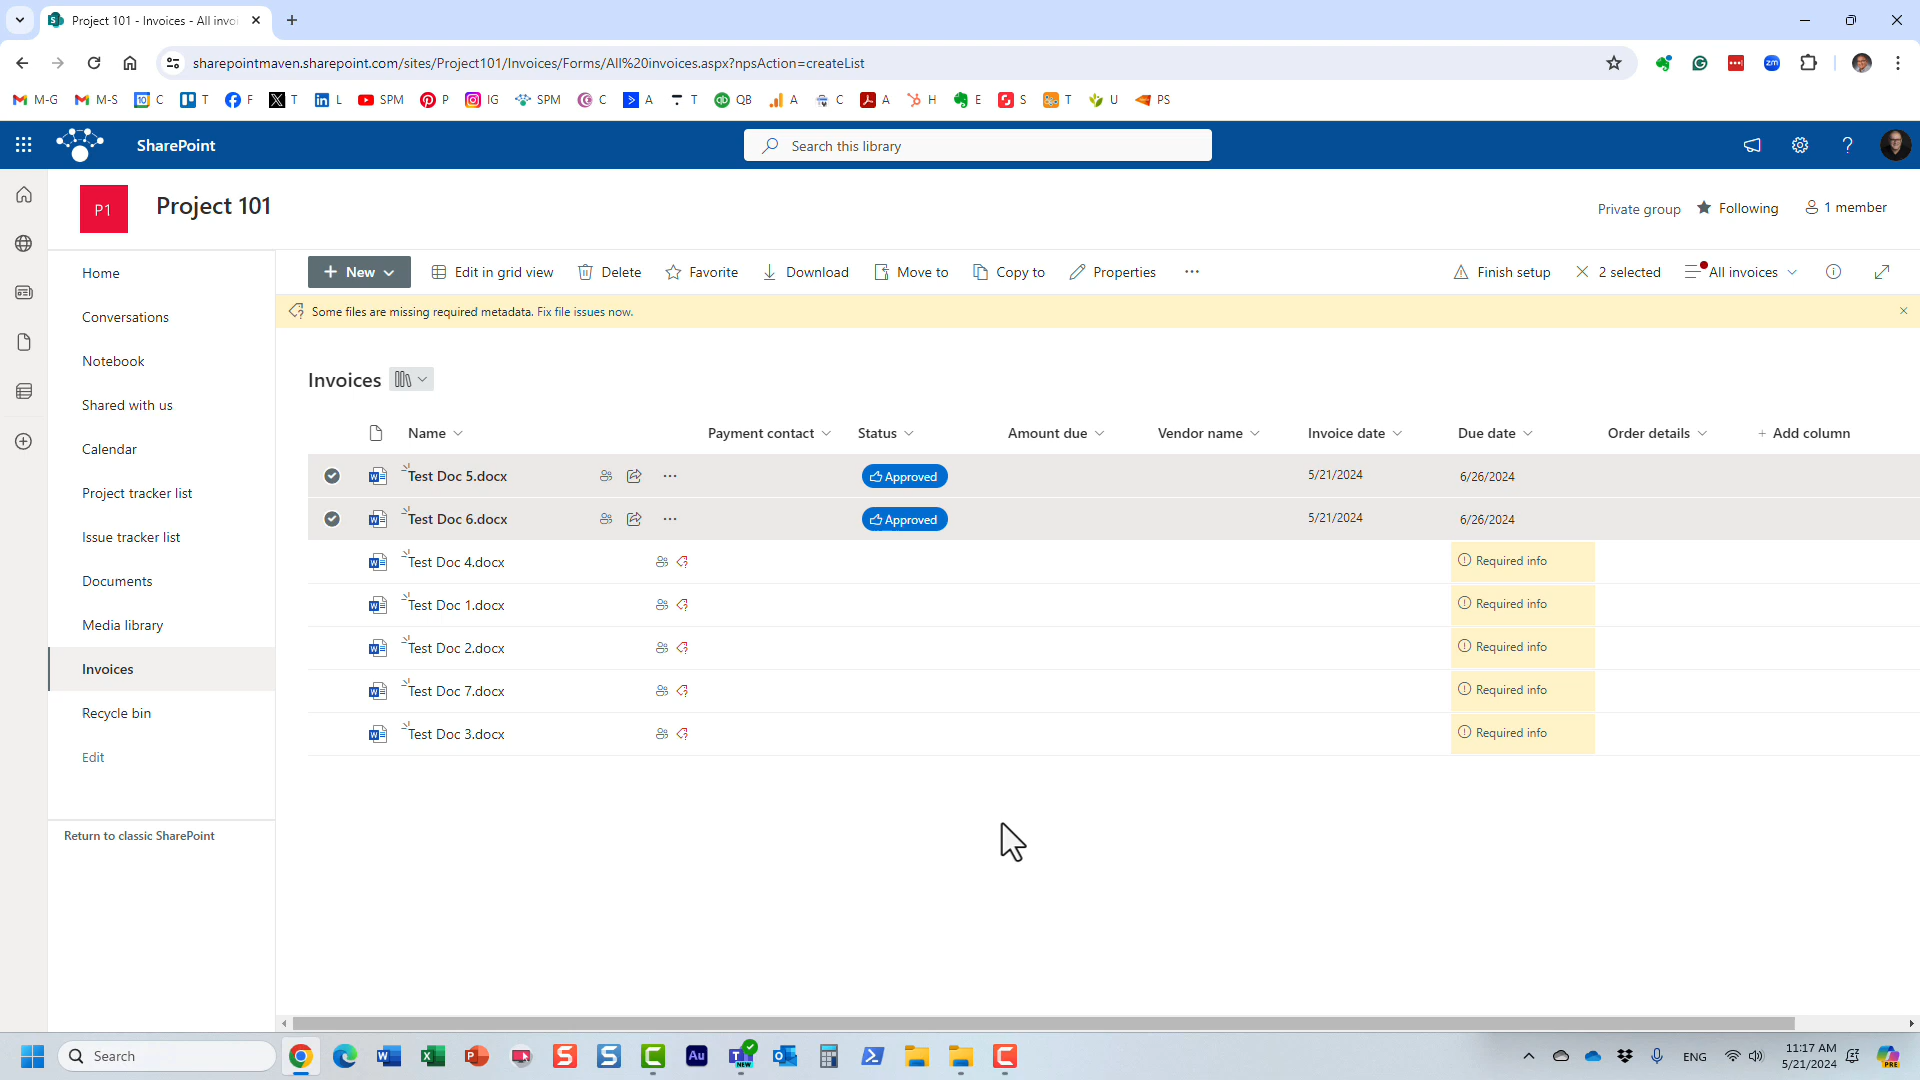 Project 101 - Invoices - All invoi
sharepointmaven.sharepoint.com/sites/Project101/Invoices/Forms/All%20invoices.aspx?npsAction=createList
M-G M-S C T F T L SPM P IG SPM C A T QB A C A H E S T U PS
SharePoint
Search this library
P1
Project 101
Private group
Following
1 member
Home
Conversations
Notebook
Shared with us
Calendar
Project tracker list
Issue tracker list
Documents
Media library
Invoices
Recycle bin
Edit
Return to classic SharePoint
New
Edit in grid view
Delete
Favorite
Download
Move to
Copy to
Properties
Finish setup
2 selected
All invoices
Some files are missing required metadata. Fix file issues now.
Invoices
Name Payment contact Status Amount due Vendor name Invoice date Due date Order details + Add column
Test Doc 5.docx Approved 5/21/2024 6/26/2024
Test Doc 6.docx Approved 5/21/2024 6/26/2024
Test Doc 4.docx Required info
Test Doc 1.docx Required info
Test Doc 2.docx Required info
Test Doc 7.docx Required info
Test Doc 3.docx Required info
Search
ENG
11:17 AM
5/21/2024